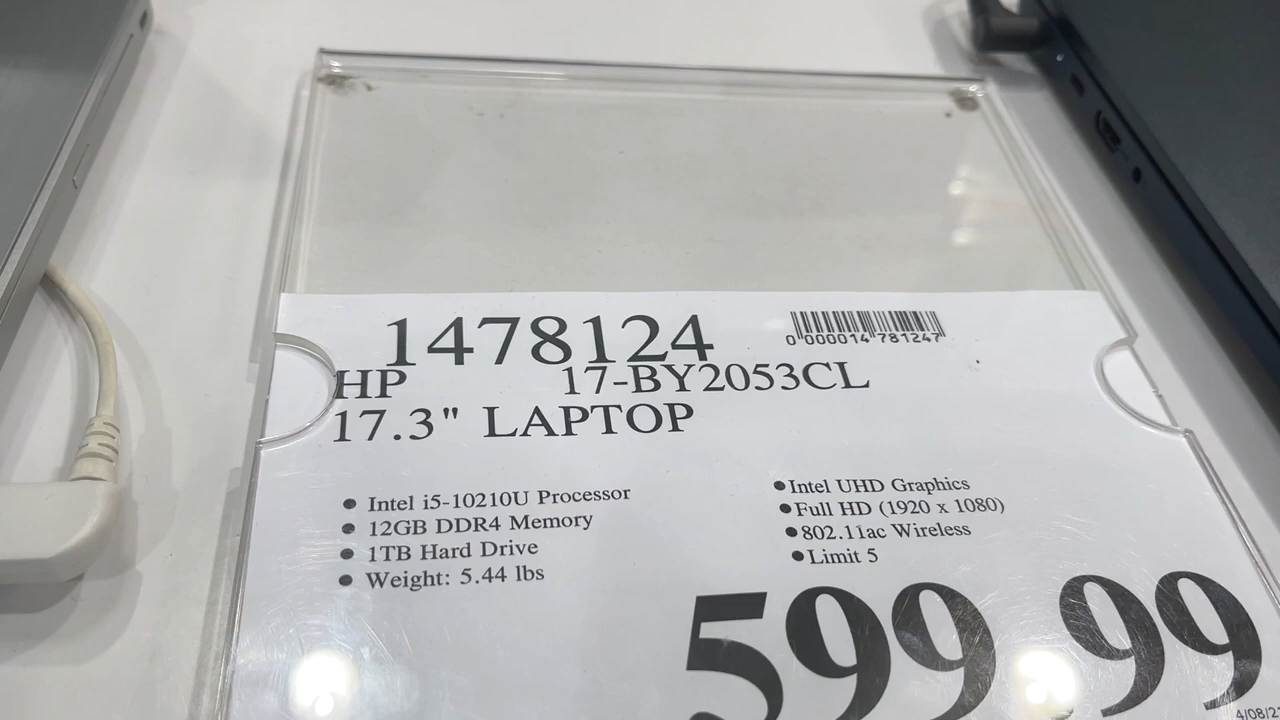 1478124
0 000014 781247
HP 17-BY2053CL
17.3" LAPTOP
● Intel i5-10210U Processor
● 12GB DDR4 Memory
● 1TB Hard Drive
● Weight: 5.44 lbs
●Intel UHD Graphics
●Full HD (1920 x 1080)
●802.11ac Wireless
●Limit 5
599.99